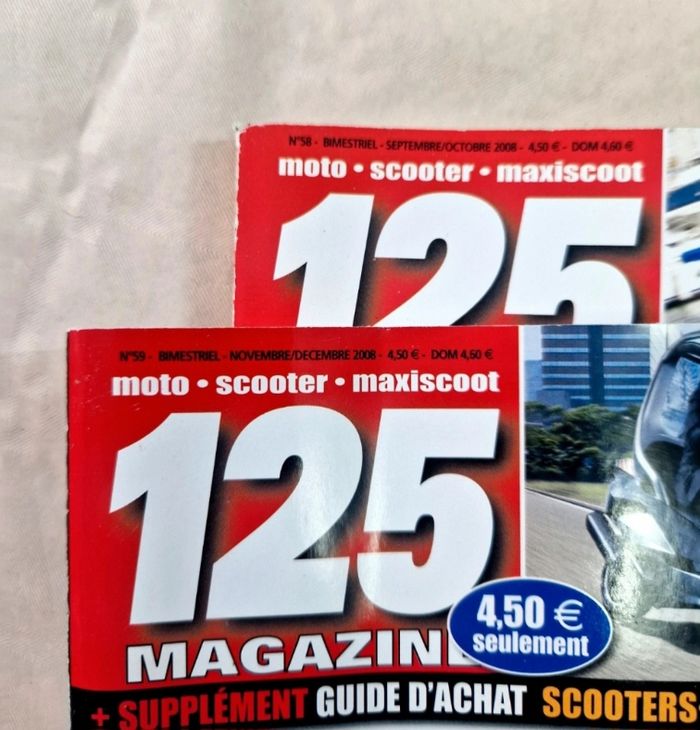 N°58 - BIMESTRIEL - SEPTEMBRE/OCTOBRE 2008 - 4,50 € - DOM 4,60 €
moto • scooter • maxiscoot
125
N°59 - BIMESTRIEL - NOVEMBRE/DECEMBRE 2008 - 4,50 € - DOM 4,60 €
moto • scooter • maxiscoot
125
4,50 €
seulement
+ SUPPLÉMENT GUIDE D'ACHAT SCOOTERS